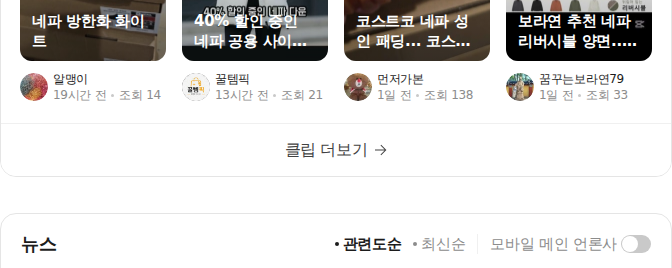 네파 방한화 화이
트
40% 할인 중인
네파 공용 사이...
코스트코 네파 성
인 패딩... 코스...
보라연 추천 네파
리버시블 양면.....
알맹이
19시간 전 • 조회 14
꿀템픽
13시간 전 • 조회 21
먼저가본
1일 전 • 조회 138
꿈꾸는보라연79
1일 전 • 조회 33
클립 더보기 →
뉴스
• 관련도순 • 최신순 모바일 메인 언론사